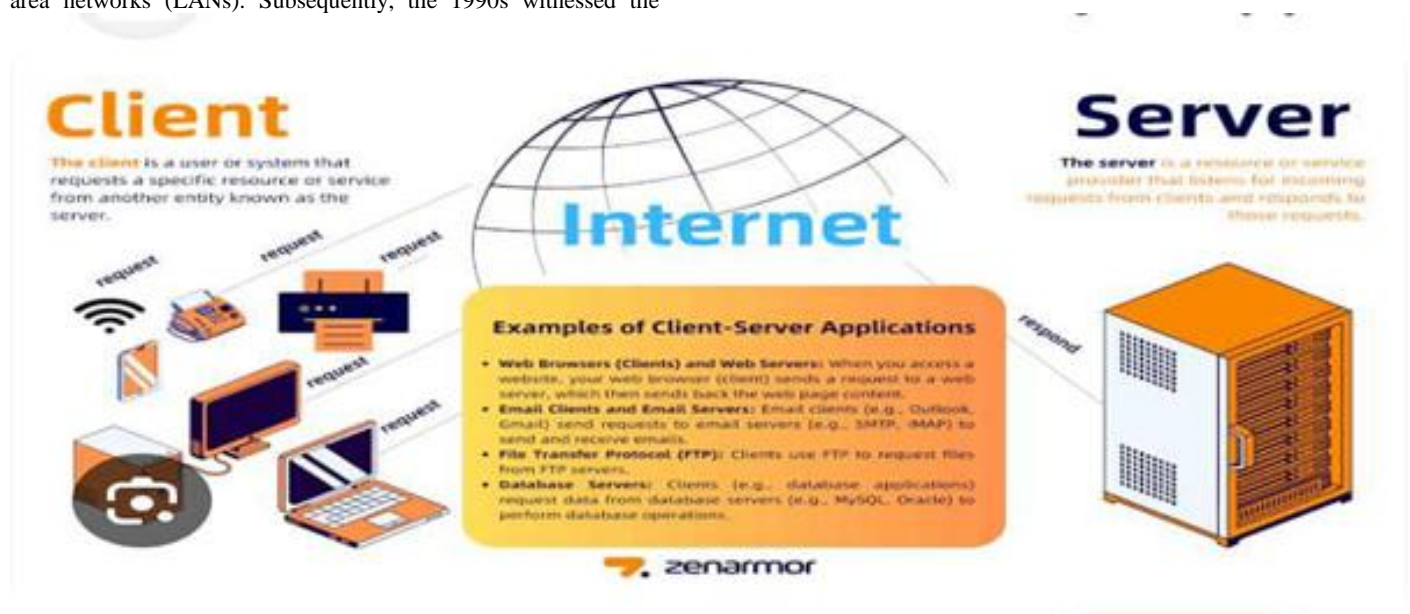 area networks (LANs). Subsequently, the 1990s witnessed the
Client
The client is a user or system that
requests a specific resource or service
from another entity known as the
server.
request
request
request
request
request
Internet
Examples of Client-Server Applications
• Web Browsers (Clients) and Web Servers: When you access a
website, your web browser (client) sends a request to a web
server, which then sends back the web page content.
• Email Clients and Email Servers: Email clients (e.g., Outlook,
Gmail) send requests to email servers (e.g., SMTP, IMAP) to
send and receive emails.
• File Transfer Protocol (FTP): Clients use FTP to request files
from FTP servers.
• Database Servers: Clients (e.g., database applications)
request data from database servers (e.g., MySQL, Oracle) to
perform database operations.
zenarmor
Server
The server is a resource or service
provider that listens for incoming
requests from clients and responds to
those requests.
respond